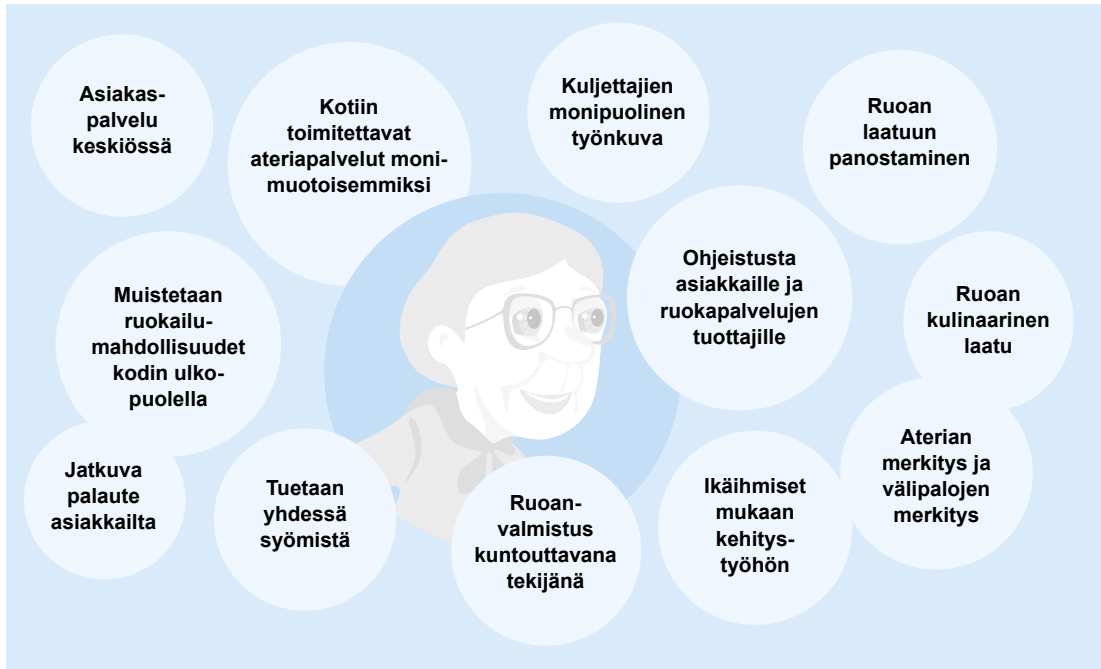 Asiakas-
palvelu
keskiössä
Kotiin
toimitettavat
ateriapalvelut moni-
muotoisemmiksi
Kuljettajien
monipuolinen
työnkuva
Ruoan
laatuun
panostaminen
Muistetaan
ruokailu-
mahdollisuudet
kodin ulko-
puolella
Ohjeistusta
asiakkaille ja
ruokapalvelujen
tuottajille
Ruoan
kulinaarinen
laatu
Jatkuva
palaute
asiakkailta
Tuetaan
yhdessä
syömistä
Ruoan-
valmistus
kuntouttavana
tekijänä
Ikäihmiset
mukaan
kehitys-
työhön
Aterian
merkitys ja
välipalojen
merkitys